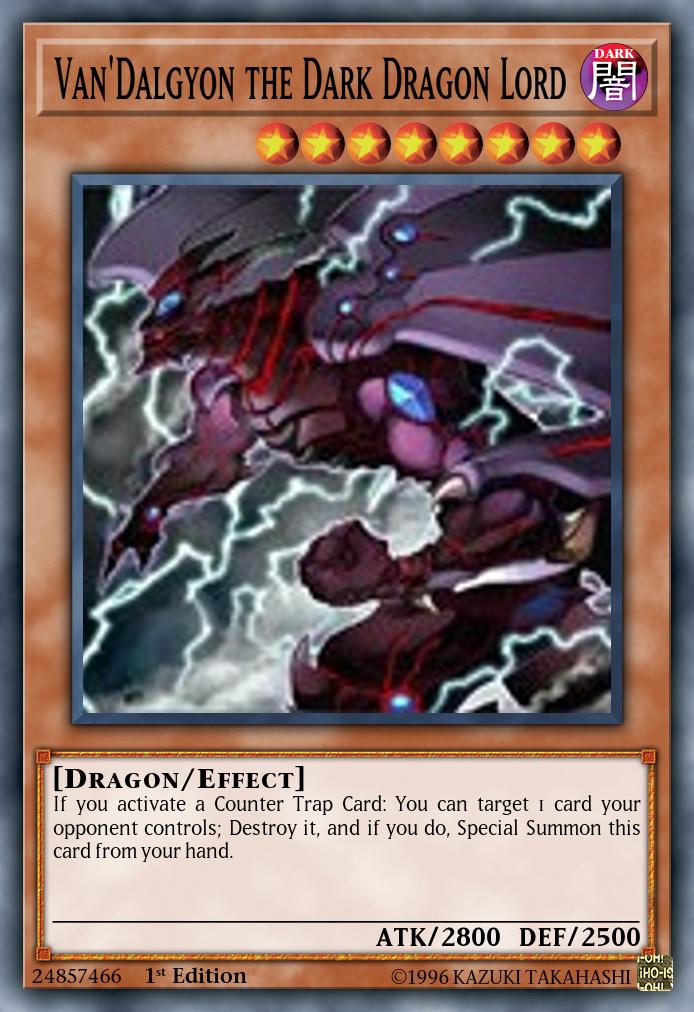 Van'Dalgyon the Dark Dragon Lord
DARK
闇
[Dragon/Effect]
If you activate a Counter Trap Card: You can target 1 card your
opponent controls; Destroy it, and if you do, Special Summon this
card from your hand.
ATK/2800 DEF/2500
24857466 1st Edition ©1996 KAZUKI TAKAHASHI